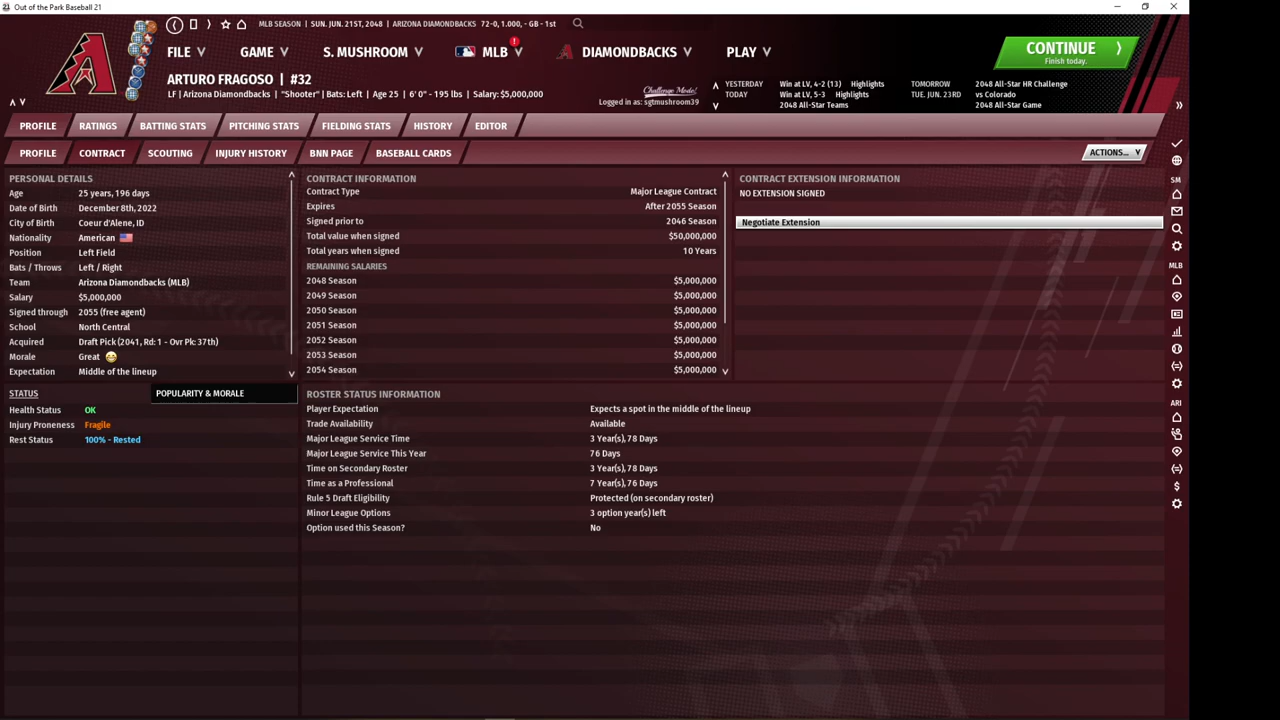 21 Out of the Park Baseball 21
MLB SEASON | SUN. JUN. 21ST, 2048 | ARIZONA DIAMONDBACKS 72-0, 1.000, - GB - 1st
FILE GAME S. MUSHROOM MLB ! DIAMONDBACKS PLAY
CONTINUE
Finish today.
ARTURO FRAGOSO | #32
LF | Arizona Diamondbacks | "Shooter" | Bats: Left | Age 25 | 6' 0" - 195 lbs | Salary: $5,000,000
Challenge Mode!
Logged in as: sgtmushroom39
YESTERDAY Win at LV, 4-2 (13) Highlights
TODAY Win at LV, 5-3 Highlights
2048 All-Star Teams
TOMORROW 2048 All-Star HR Challenge
TUE. JUN. 23RD vs Colorado
2048 All-Star Game
PROFILE RATINGS BATTING STATS PITCHING STATS FIELDING STATS HISTORY EDITOR
PROFILE CONTRACT SCOUTING INJURY HISTORY BNN PAGE BASEBALL CARDS
ACTIONS...
PERSONAL DETAILS
Age 25 years, 196 days
Date of Birth December 8th, 2022
City of Birth Coeur d'Alene, ID
Nationality American
Position Left Field
Bats / Throws Left / Right
Team Arizona Diamondbacks (MLB)
Salary $5,000,000
Signed through 2055 (free agent)
School North Central
Acquired Draft Pick (2041, Rd: 1 - Ovr Pk: 37th)
Morale Great
Expectation Middle of the lineup
CONTRACT INFORMATION
Contract Type Major League Contract
Expires After 2055 Season
Signed prior to 2046 Season
Total value when signed $50,000,000
Total years when signed 10 Years
REMAINING SALARIES
2048 Season $5,000,000
2049 Season $5,000,000
2050 Season $5,000,000
2051 Season $5,000,000
2052 Season $5,000,000
2053 Season $5,000,000
2054 Season $5,000,000
CONTRACT EXTENSION INFORMATION
NO EXTENSION SIGNED
Negotiate Extension
STATUS POPULARITY & MORALE
Health Status OK
Injury Proneness Fragile
Rest Status 100% - Rested
ROSTER STATUS INFORMATION
Player Expectation Expects a spot in the middle of the lineup
Trade Availability Available
Major League Service Time 3 Year(s), 78 Days
Major League Service This Year 76 Days
Time on Secondary Roster 3 Year(s), 78 Days
Time as a Professional 7 Year(s), 76 Days
Rule 5 Draft Eligibility Protected (on secondary roster)
Minor League Options 3 option year(s) left
Option used this Season? No
SM
MLB
ARI
$